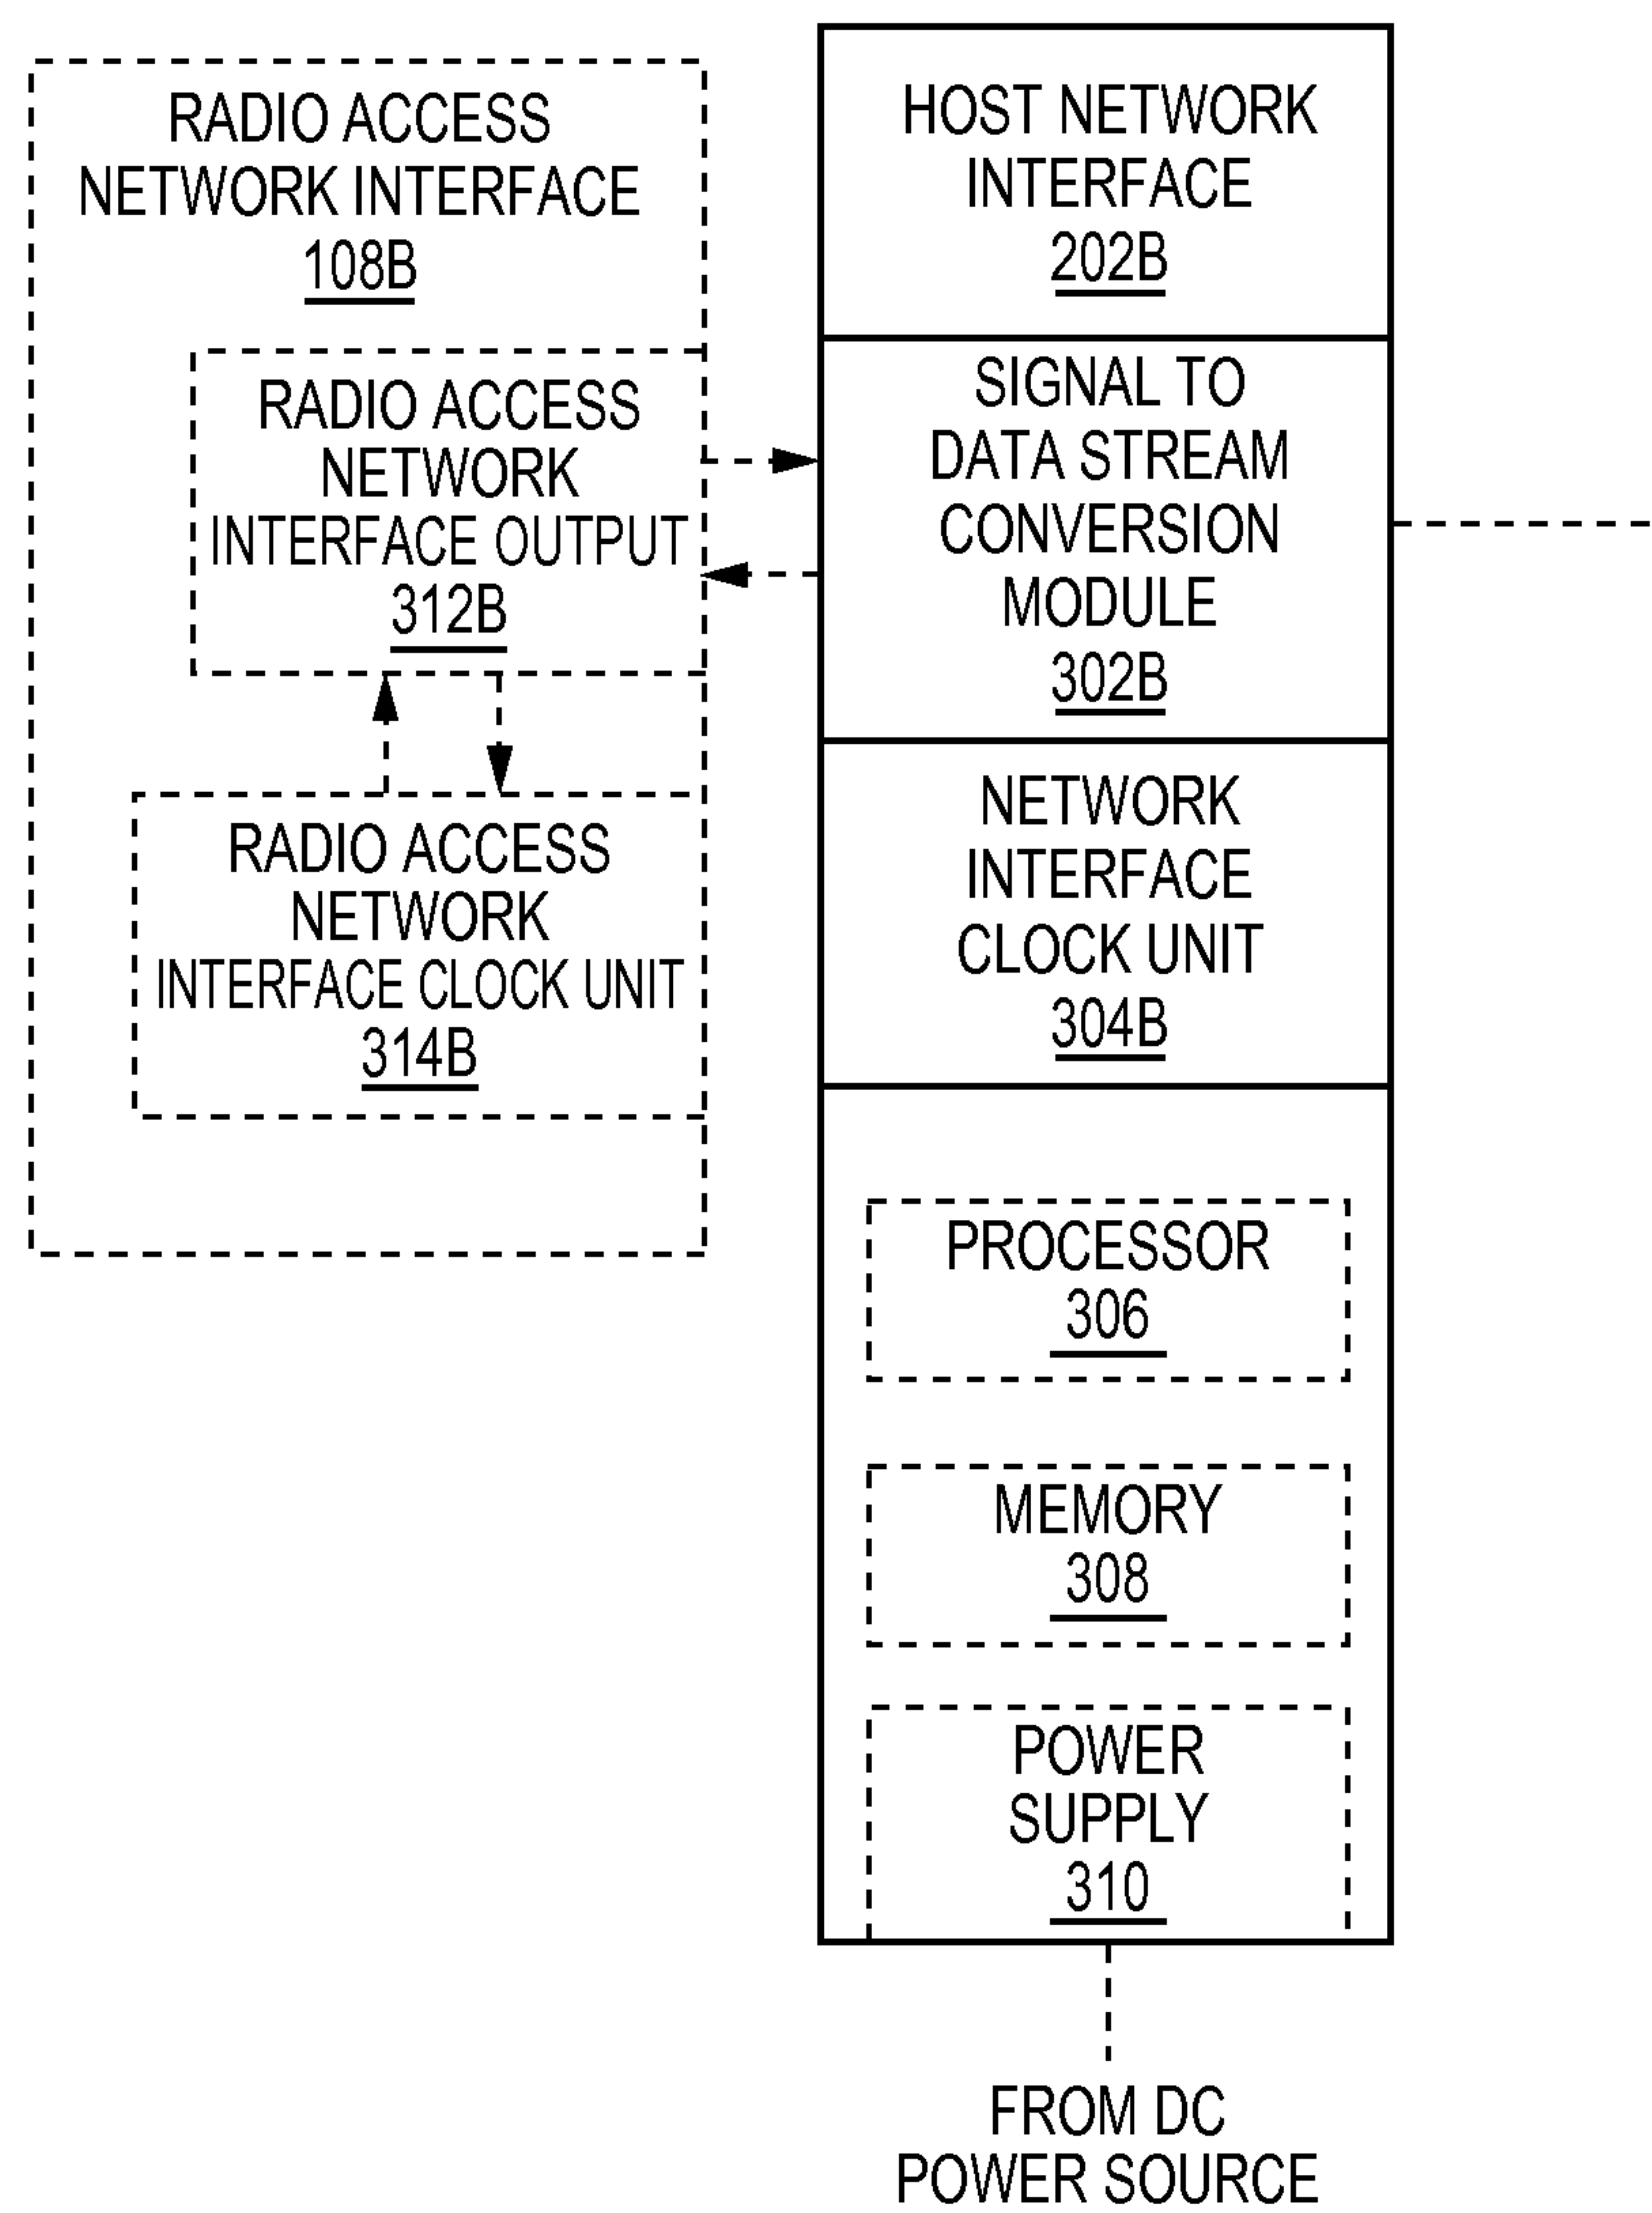 RADIO ACCESS
NETWORK INTERFACE
108B
RADIO ACCESS
NETWORK
INTERFACE OUTPUT
312B
RADIO ACCESS
NETWORK
INTERFACE CLOCK UNIT
314B
HOST NETWORK
INTERFACE
202B
SIGNAL TO
DATA STREAM
CONVERSION
MODULE
302B
NETWORK
INTERFACE
CLOCK UNIT
304B
PROCESSOR
306
MEMORY
308
POWER
SUPPLY
310
FROM DC
POWER SOURCE